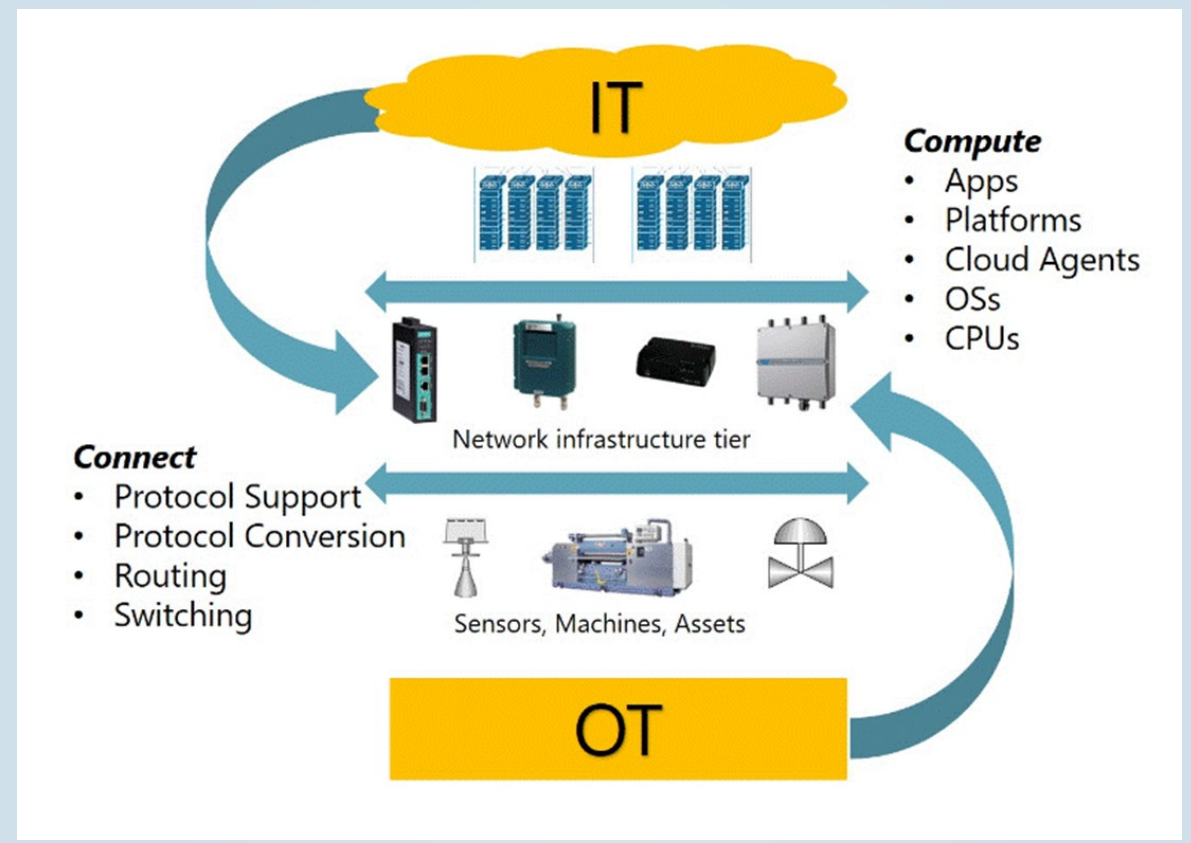 IT
Compute
• Apps
• Platforms
• Cloud Agents
• OSs
• CPUs
Network infrastructure tier
Connect
• Protocol Support
• Protocol Conversion
• Routing
• Switching
Sensors, Machines, Assets
OT